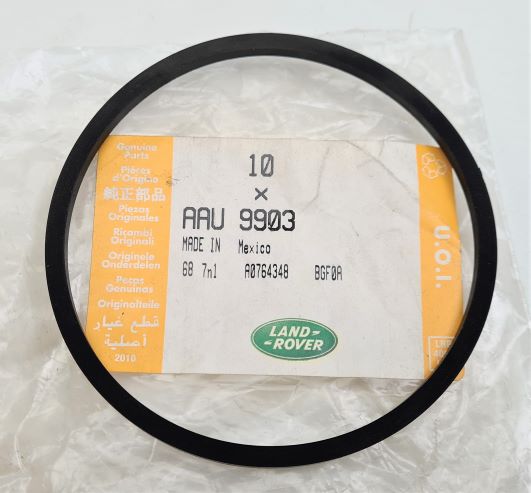 Genuine
Parts
Pièces
d'Origine
純正部品
Piezas
Originales
Ricambi
Originali
Originele
Onderdelen
Peças
Genuinas
Originalteile
قطع غيار
أصلية
2010
10
x
AAU 9903
MADE IN Mexico
68 7n1 A0764348 BGF0A
LAND-
-ROVER
u.o.i.